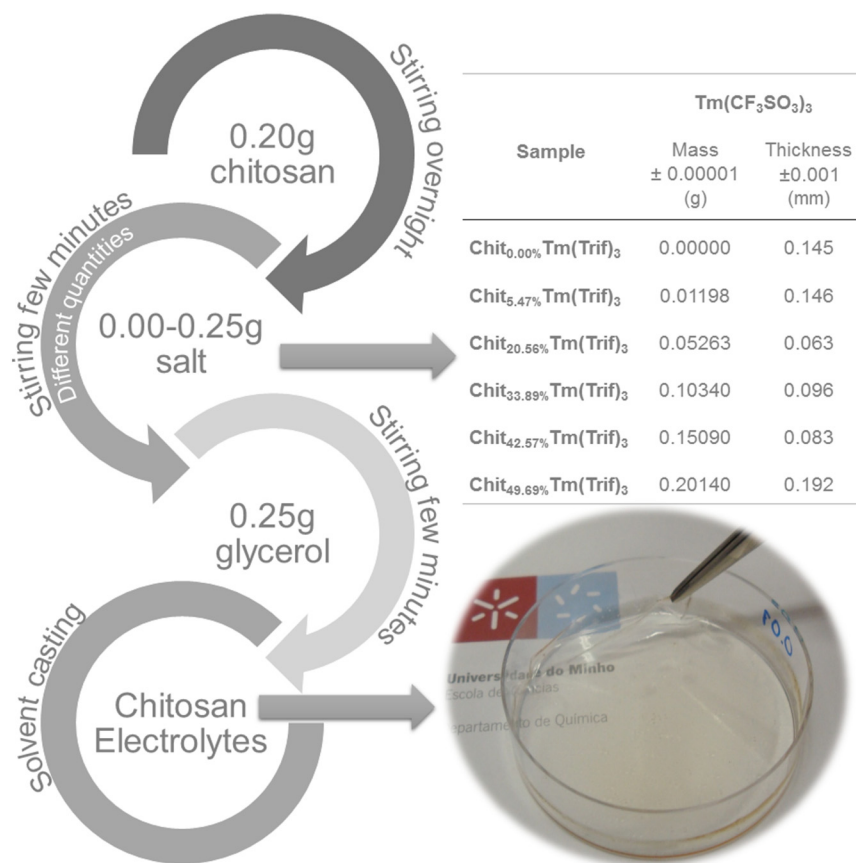 Stirring overnight
0.20g
chitosan
Stirring few minutes
Different quantities
0.00-0.25g
salt
Stirring few minutes
0.25g
glycerol
Solvent casting
Chitosan
Electrolytes
Tm(CF₃SO₃)₃
Sample Mass ± 0.00001 (g) Thickness ±0.001 (mm)
Chit₀.₀₀%Tm(Trif)₃ 0.00000 0.145
Chit₅.₄₇%Tm(Trif)₃ 0.01198 0.146
Chit₂₀.₅₆%Tm(Trif)₃ 0.05263 0.063
Chit₃₃.₈₉%Tm(Trif)₃ 0.10340 0.096
Chit₄₂.₅₇%Tm(Trif)₃ 0.15090 0.083
Chit₄₉.₆₉%Tm(Trif)₃ 0.20140 0.192
do Minho
Escola de
epartamento de Química